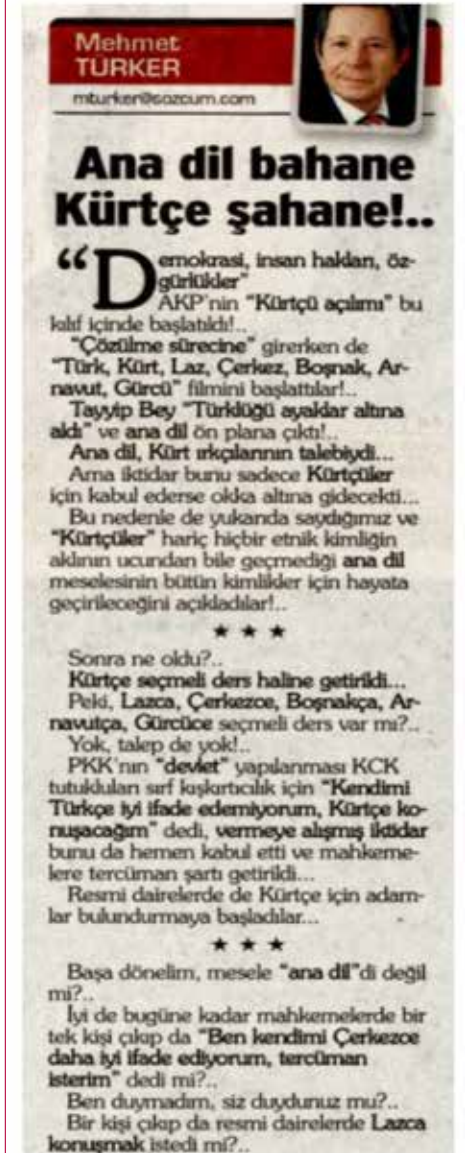 Mehmet
TÜRKER
mturker@sozcum.com
Ana dil bahane
Kürtçe şahane!..
“Demokrasi, insan hakları, öz-
gürlükler”
AKP'nin “Kürtçü açılımı” bu
kılıf içinde başlatıldı!..
“Çözülme sürecine” girerken de
“Türk, Kürt, Laz, Çerkez, Boşnak, Ar-
navut, Gürcü” filmini başlattılar!..
Tayyip Bey “Türklüğü ayaklar altına
aldı” ve ana dil ön plana çıktı!..
Ana dil, Kürt ırkçılarının talebiydi...
Ama iktidar bunu sadece Kürtçüler
için kabul ederse okka altına gidecekti...
Bu nedenle de yukarıda saydığımız ve
“Kürtçüler” hariç hiçbir etnik kimliğin
aklının ucundan bile geçmediği ana dil
meselesinin bütün kimlikler için hayata
geçirileceğini açıkladılar!..
★ ★ ★
Sonra ne oldu?..
Kürtçe seçmeli ders haline getirildi...
Peki, Lazca, Çerkezce, Boşnakça, Ar-
navutça, Gürcüce seçmeli ders var mı?..
Yok, talep de yok!..
PKK'nın “devlet” yapılanması KCK
tutukluları sırf kışkırtıcılık için “Kendimi
Türkçe iyi ifade edemiyorum, Kürtçe ko-
nuşacağım” dedi, vermeye alışmış iktidar
bunu da hemen kabul etti ve mahkeme-
lere tercüman şartı getirildi...
Resmi dairelerde de Kürtçe için adam-
lar bulundurmaya başladılar...
★ ★ ★
Başa dönelim, mesele “ana dil”di değil
mi?..
İyi de bugüne kadar mahkemelerde bir
tek kişi çıkıp da “Ben kendimi Çerkezce
daha iyi ifade ediyorum, tercüman
isterim” dedi mi?..
Ben duymadım, siz duydunuz mu?..
Bir kişi çıkıp da resmi dairelerde Lazca
konuşmak istedi mi?..